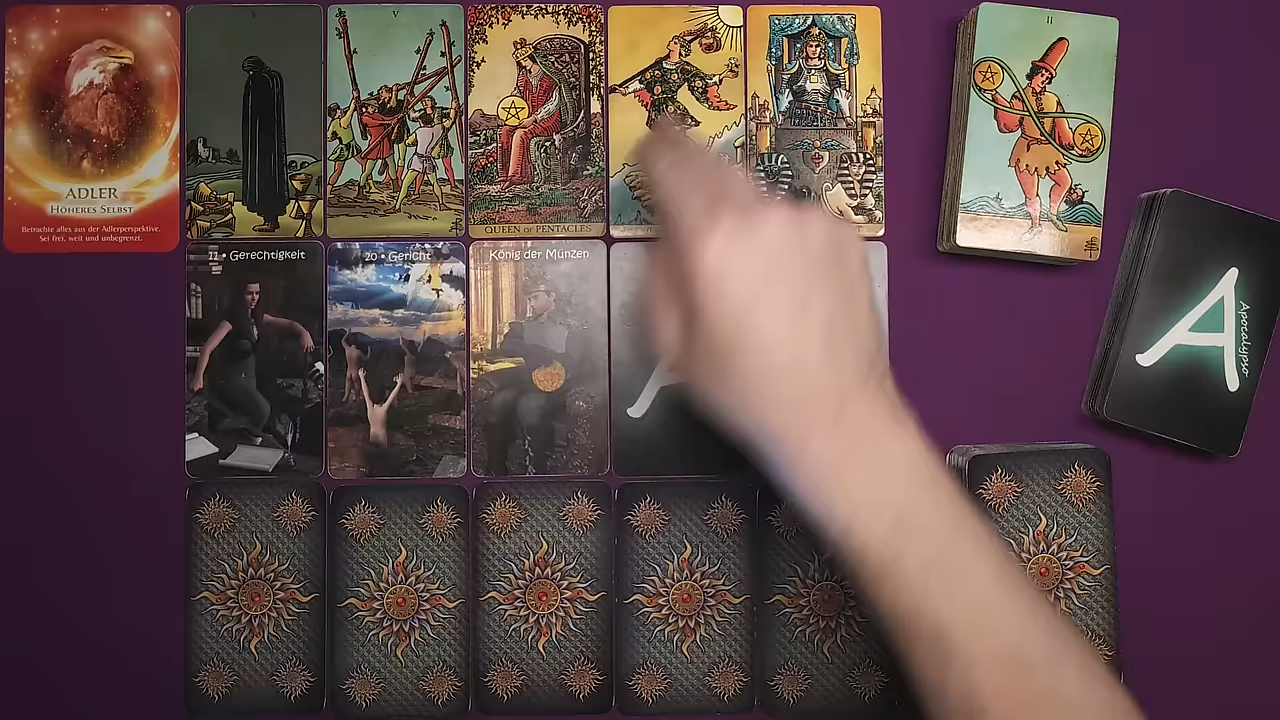 ADLER
HÖHERES SELBST
Betrachte alles aus der Adlerperspektive.
Sei frei, weit und unbegrenzt.
V
V
QUEEN of PENTACLES
II
11 • Gerechtigkeit
20 • Gericht
König der Münzen
A
Apocalypso